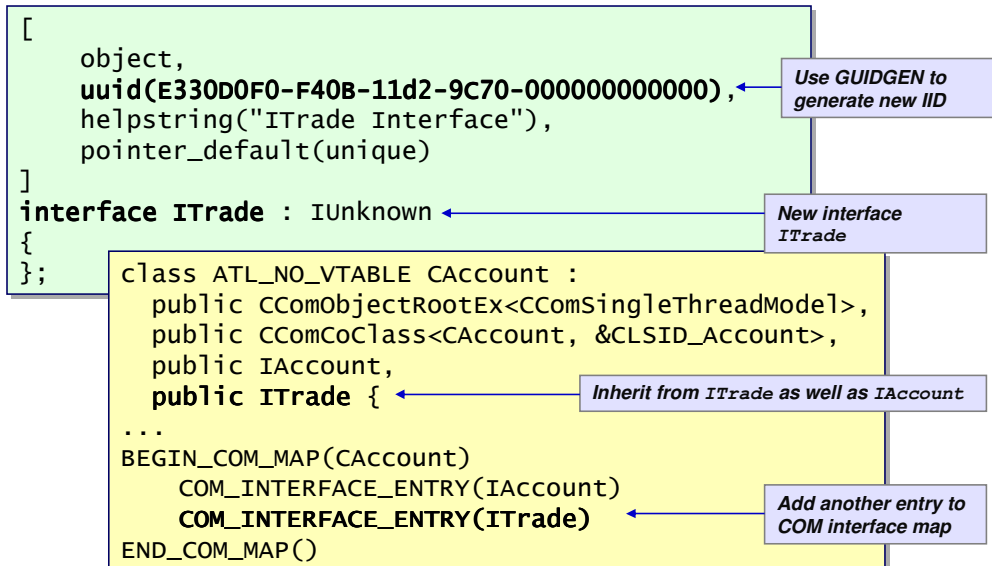 [
object,
uuid(E330D0F0-F40B-11d2-9C70-000000000000),
helpstring("ITrade Interface"),
pointer_default(unique)
]
interface ITrade : IUnknown
{
};
Use GUIDGEN to
generate new IID
New interface
ITrade
class ATL_NO_VTABLE CAccount :
public CComObjectRootEx<CComSingleThreadModel>,
public CComCoClass<CAccount, &CLSID_Account>,
public IAccount,
public ITrade {
...
BEGIN_COM_MAP(CAccount)
COM_INTERFACE_ENTRY(IAccount)
COM_INTERFACE_ENTRY(ITrade)
END_COM_MAP()
Inherit from ITrade as well as IAccount
Add another entry to
COM interface map